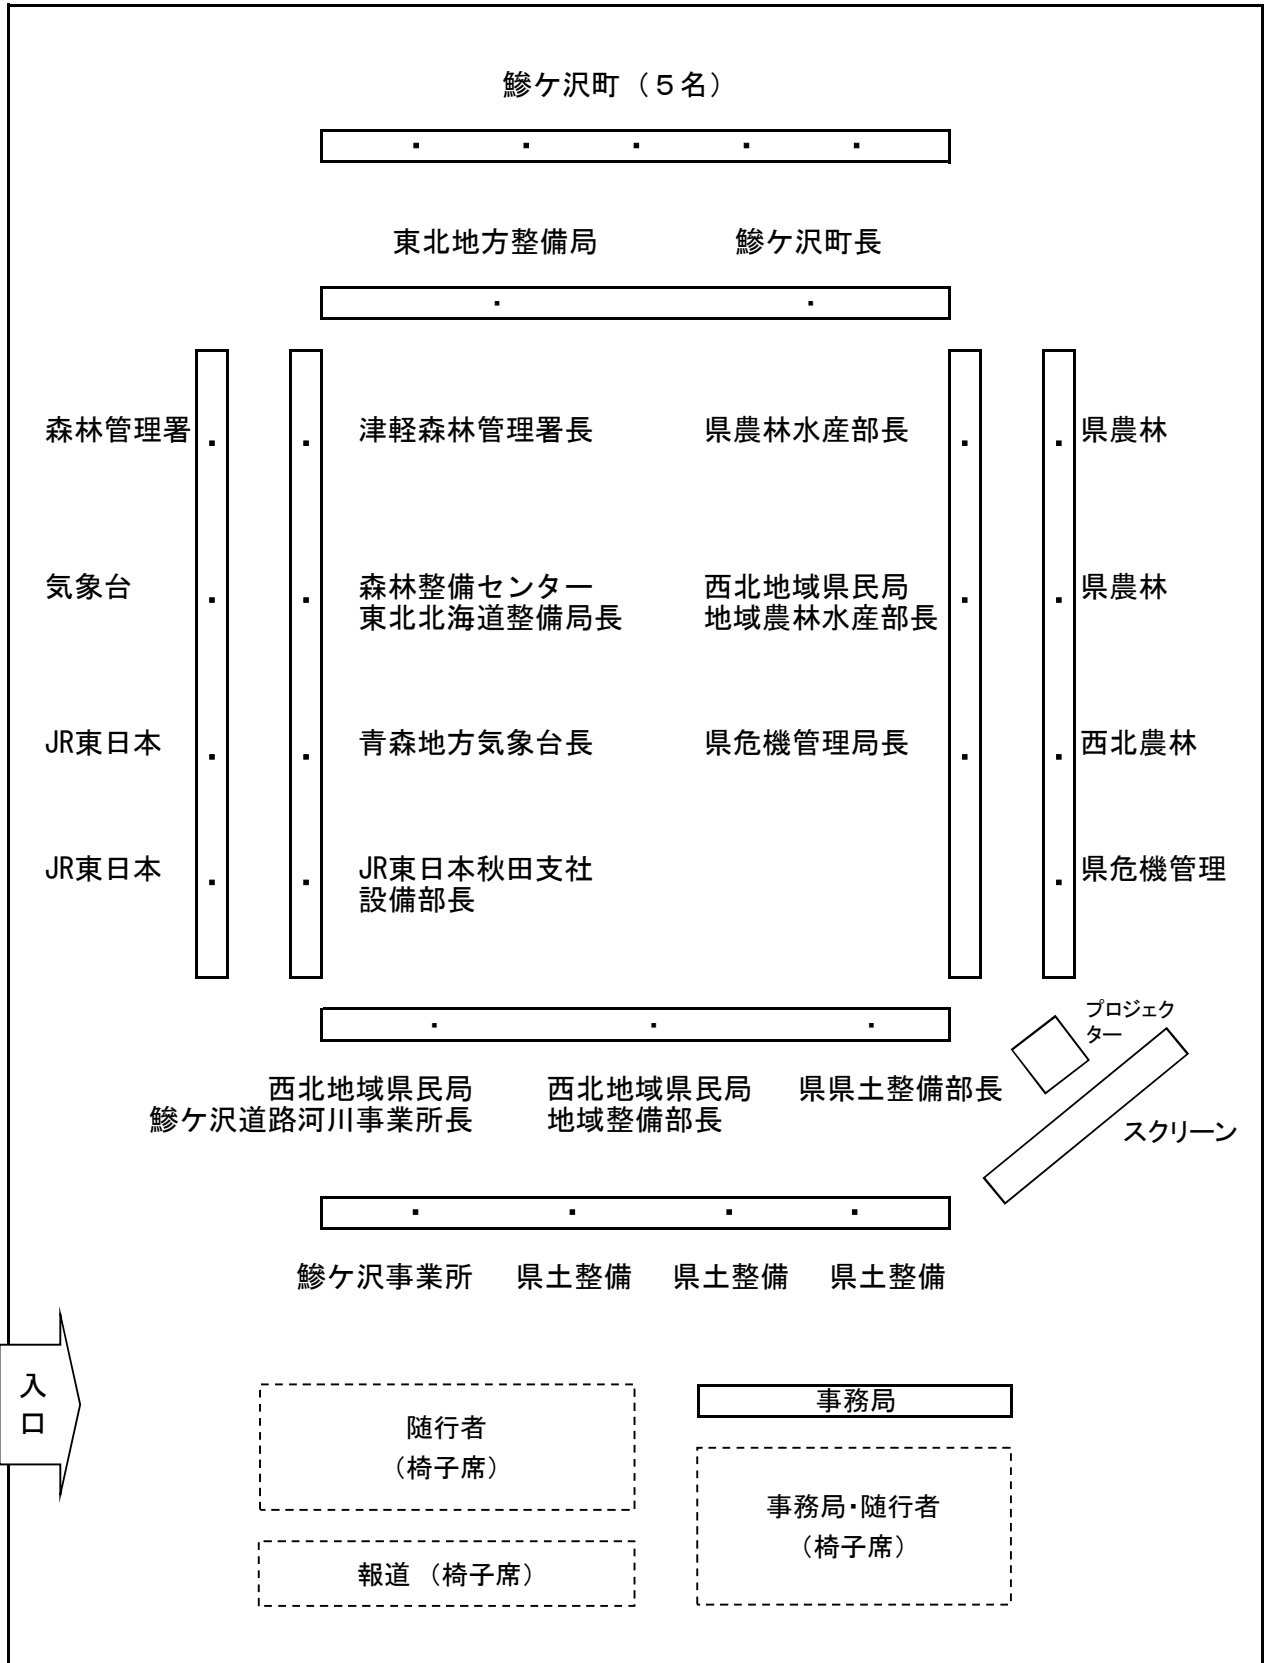 鰺ケ沢町（５名）
東北地方整備局
鰺ケ沢町長
森林管理署
津軽森林管理署長
県農林水産部長
県農林
気象台
森林整備センター
東北北海道整備局長
西北地域県民局
地域農林水産部長
県農林
JR東日本
青森地方気象台長
県危機管理局長
西北農林
JR東日本
JR東日本秋田支社
設備部長
県危機管理
プロジェク
ター
スクリーン
西北地域県民局
鰺ケ沢道路河川事業所長
西北地域県民局
地域整備部長
県県土整備部長
鰺ケ沢事業所
県土整備
県土整備
県土整備
入
口
随行者
（椅子席）
事務局
事務局・随行者
（椅子席）
報道（椅子席）